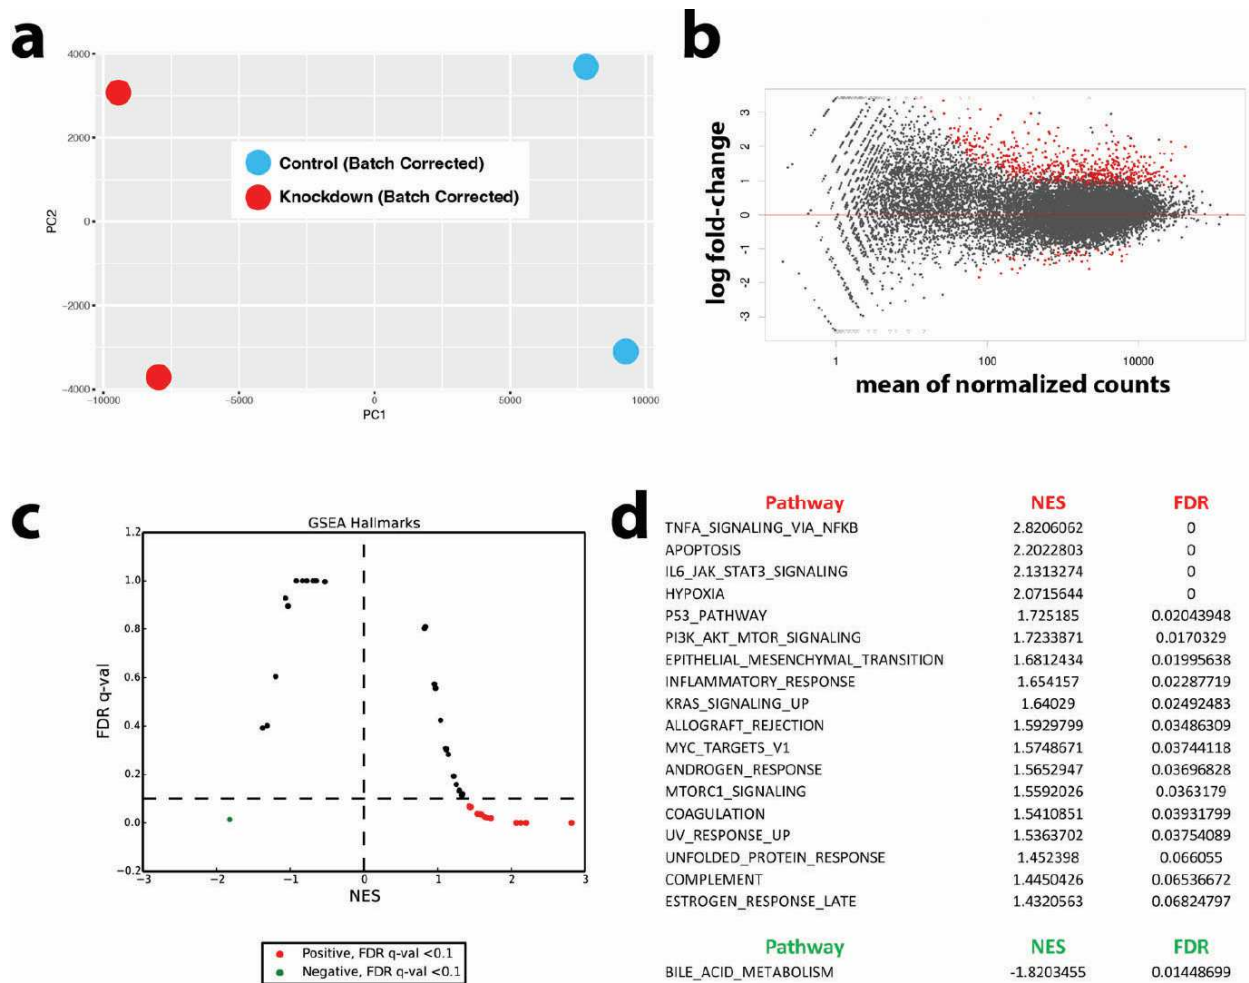 a
4000
2000
0
−2000
−4000
PC2
Control (Batch Corrected)
Knockdown (Batch Corrected)
−10000 −5000 0 5000 10000
PC1
b
log fold-change
3
2
1
0
-1
-2
-3
1 100 10000
mean of normalized counts
c
GSEA Hallmarks
FDR q-val
1.2
1.0
0.8
0.6
0.4
0.2
0.0
−0.2
−3 −2 −1 0 1 2 3
NES
Positive, FDR q-val <0.1
Negative, FDR q-val <0.1
d
Pathway NES FDR
TNFA_SIGNALING_VIA_NFKB 2.8206062 0
APOPTOSIS 2.2022803 0
IL6_JAK_STAT3_SIGNALING 2.1313274 0
HYPOXIA 2.0715644 0
P53_PATHWAY 1.725185 0.02043948
PI3K_AKT_MTOR_SIGNALING 1.7233871 0.0170329
EPITHELIAL_MESENCHYMAL_TRANSITION 1.6812434 0.01995638
INFLAMMATORY_RESPONSE 1.654157 0.02287719
KRAS_SIGNALING_UP 1.64029 0.02492483
ALLOGRAFT_REJECTION 1.5929799 0.03486309
MYC_TARGETS_V1 1.5748671 0.03744118
ANDROGEN_RESPONSE 1.5652947 0.03696828
MTORC1_SIGNALING 1.5592026 0.0363179
COAGULATION 1.5410851 0.03931799
UV_RESPONSE_UP 1.5363702 0.03754089
UNFOLDED_PROTEIN_RESPONSE 1.452398 0.066055
COMPLEMENT 1.4450426 0.06536672
ESTROGEN_RESPONSE_LATE 1.4320563 0.06824797
Pathway NES FDR
BILE_ACID_METABOLISM -1.8203455 0.01448699